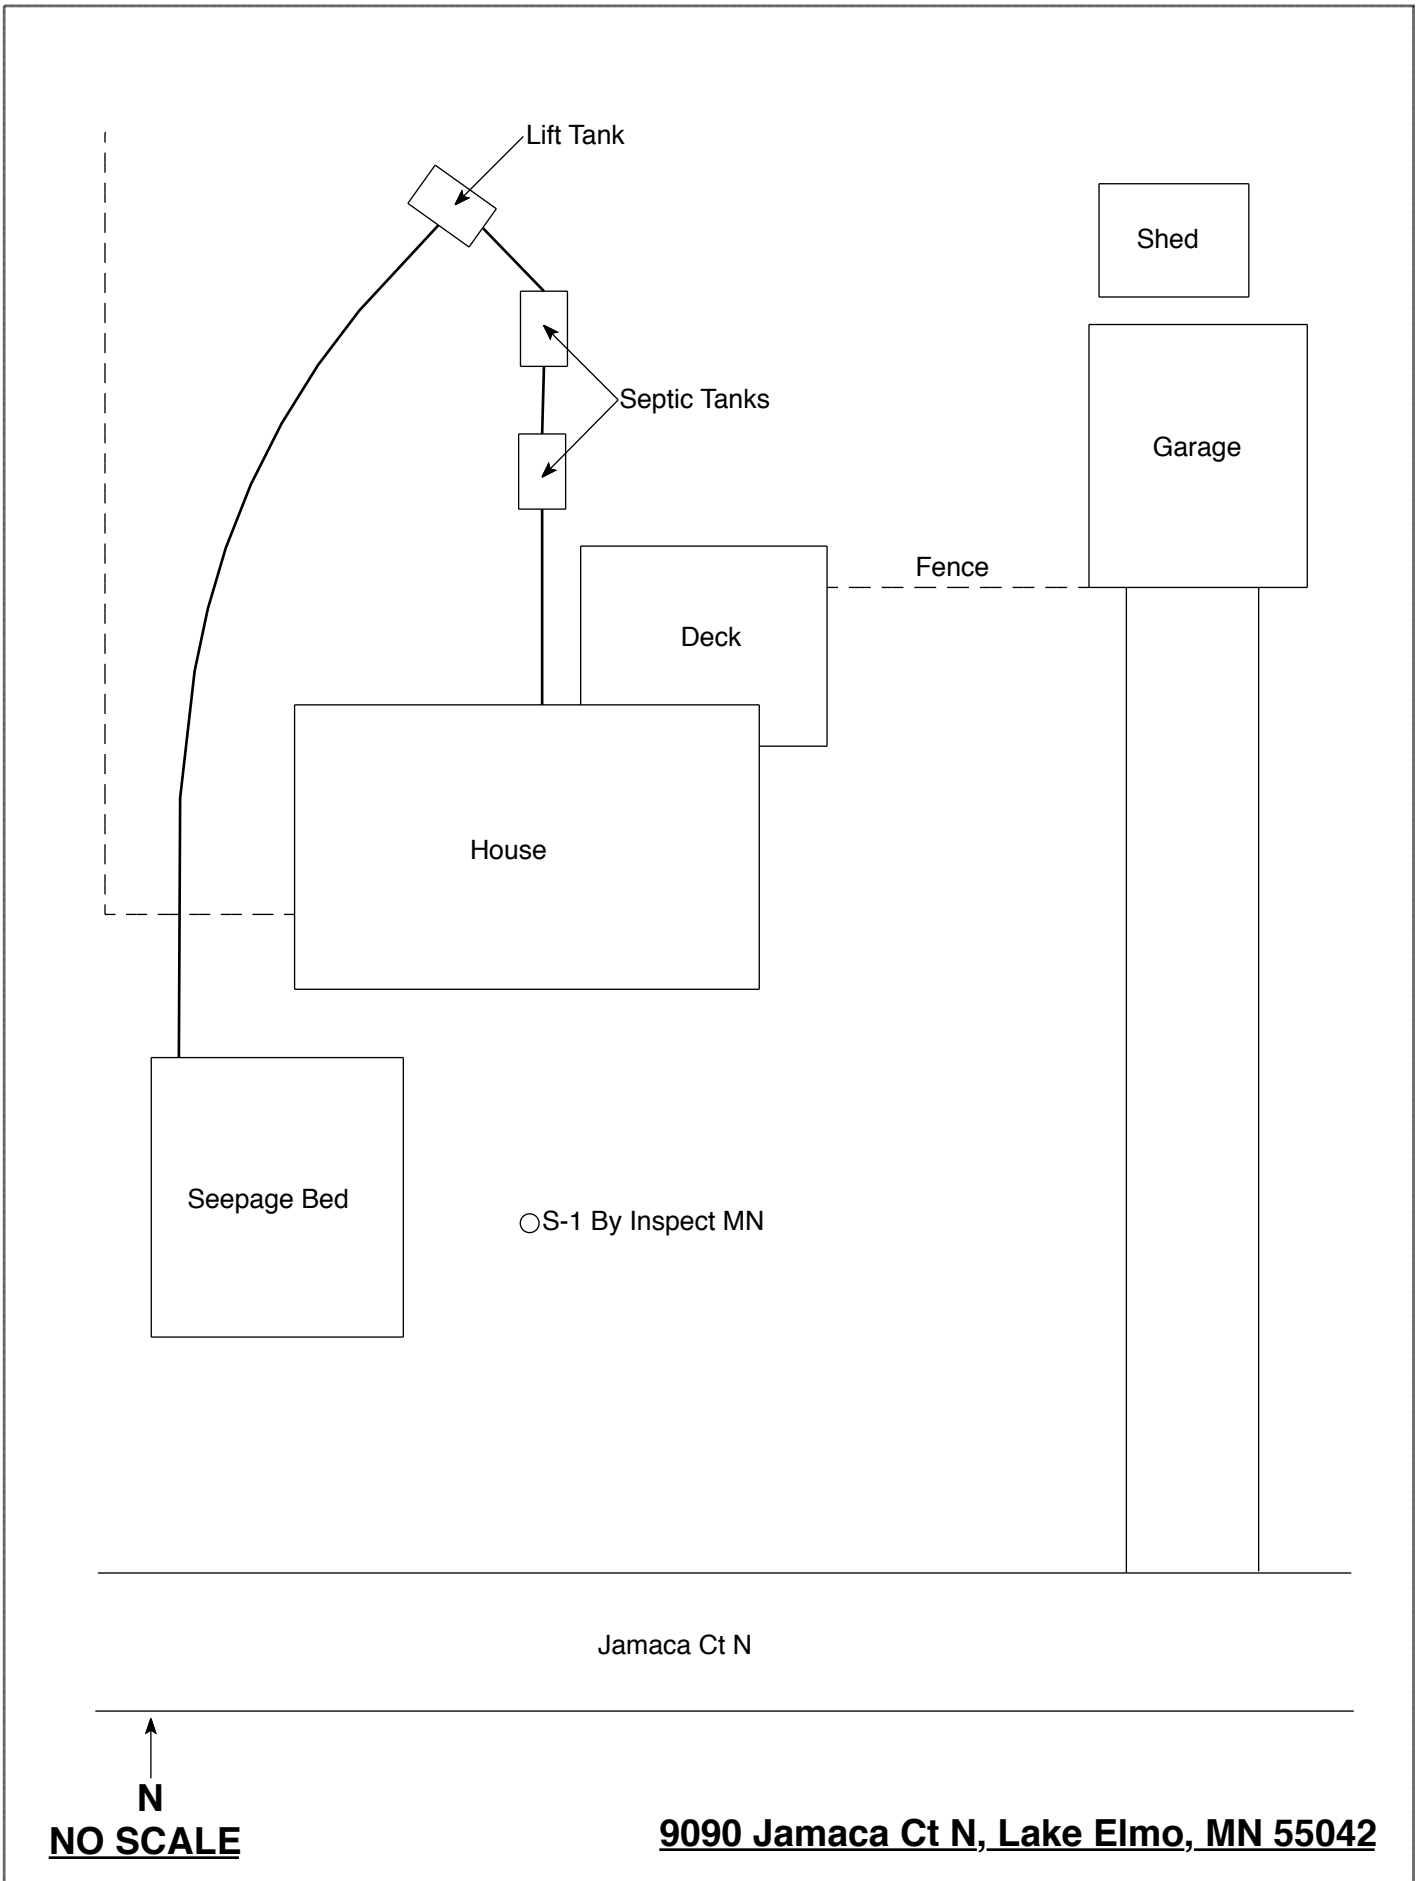 Lift Tank
Shed
Septic Tanks
Garage
Fence
Deck
House
Seepage Bed
S-1 By Inspect MN
Jamaca Ct N
N
NO SCALE
9090 Jamaca Ct N, Lake Elmo, MN 55042